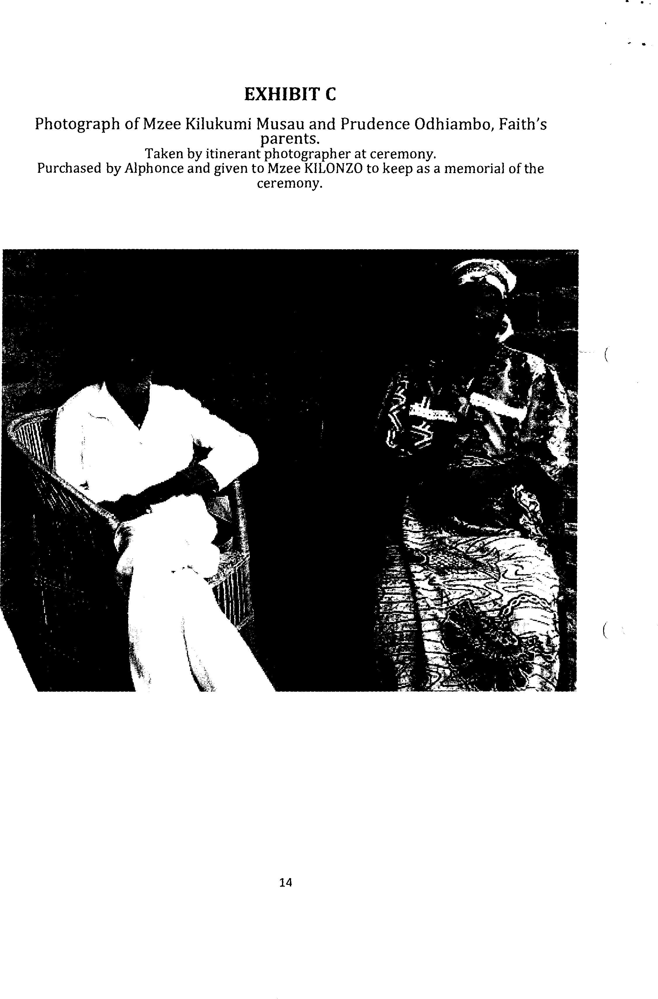 EXHIBIT C
Photograph of Mzee Kilukumi Musau and Prudence Odhiambo, Faith's
parents.
Taken by itinerant photographer at ceremony.
Purchased by Alphonce and given to Mzee KILONZO to keep as a memorial of the
ceremony.
14